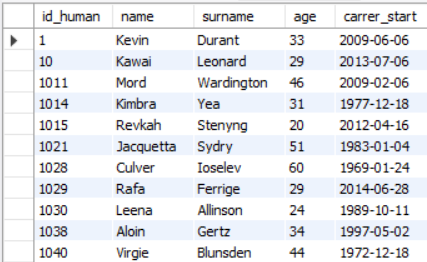 id_human name surname age carrer_start
1 Kevin Durant 33 2009-06-06
10 Kawai Leonard 29 2013-07-06
1011 Mord Wardington 46 2009-02-06
1014 Kimbra Yea 31 1977-12-18
1015 Revkah Stenyng 20 2012-04-16
1021 Jacquetta Sydry 51 1983-01-04
1028 Culver Ioselev 60 1969-01-24
1029 Rafa Ferrige 29 2014-06-28
1030 Leena Allinson 24 1989-10-11
1038 Aloin Gertz 34 1997-05-02
1040 Virgie Blunsden 44 1972-12-18